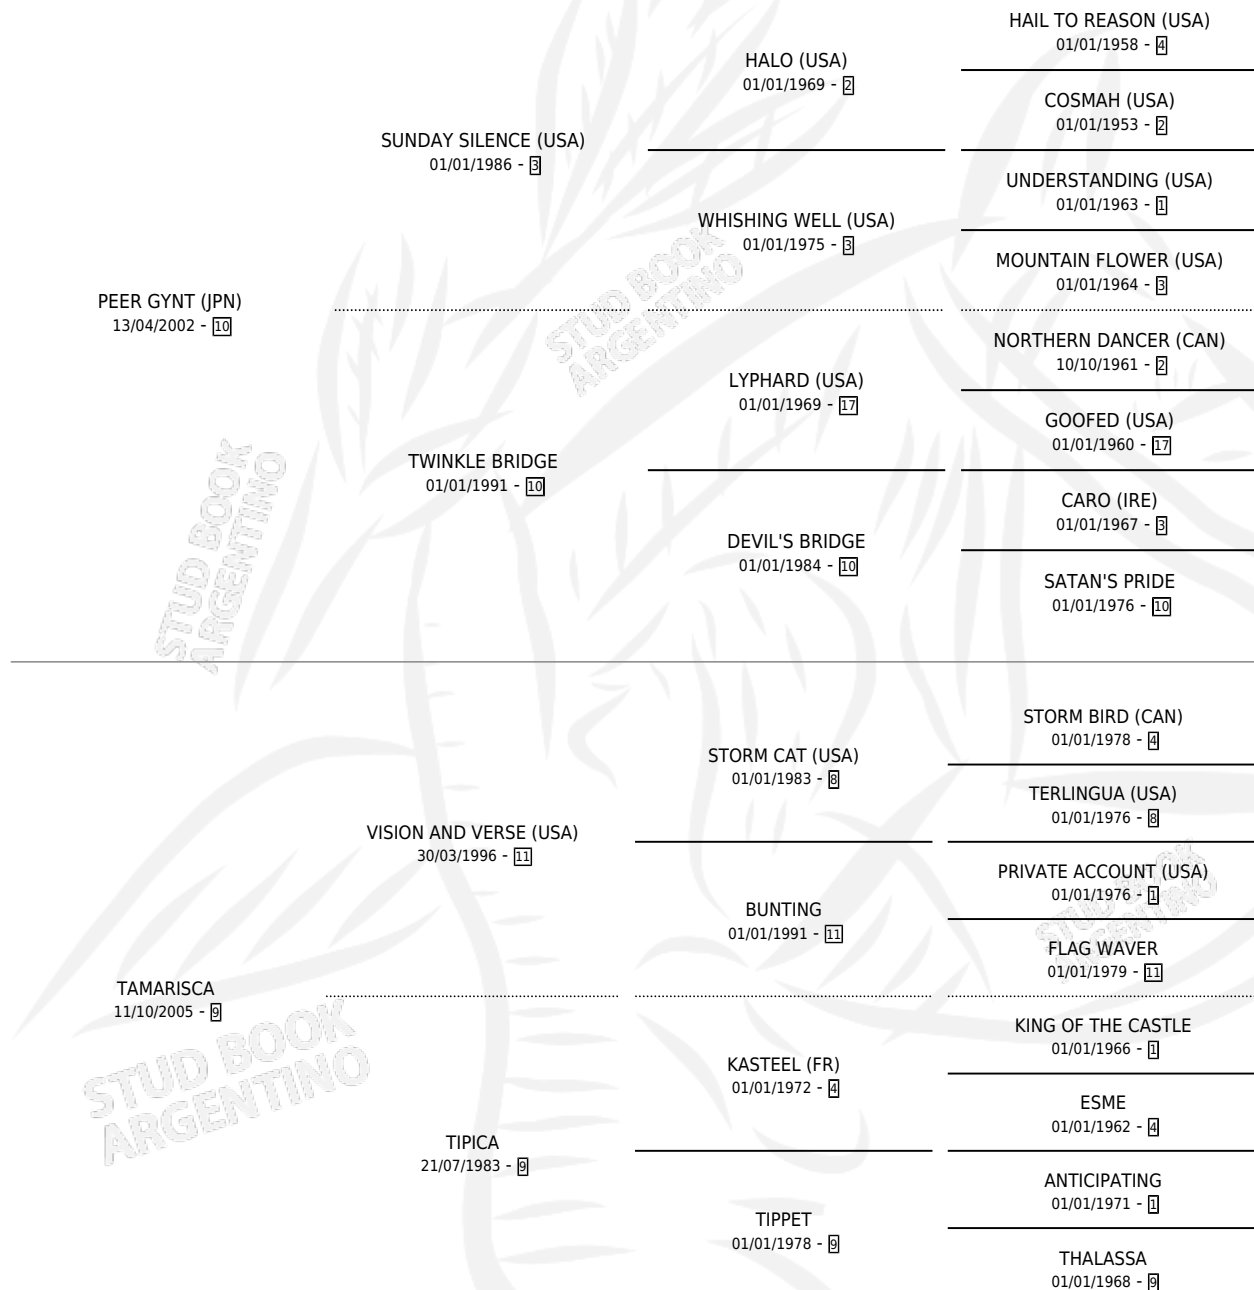 HAIL TO REASON (USA)
01/01/1958 - 4
HALO (USA)
01/01/1969 - 2
COSMAH (USA)
01/01/1953 - 2
SUNDAY SILENCE (USA)
01/01/1986 - 3
UNDERSTANDING (USA)
01/01/1963 - 1
WHISHING WELL (USA)
01/01/1975 - 3
MOUNTAIN FLOWER (USA)
01/01/1964 - 3
PEER GYNT (JPN)
13/04/2002 - 10
NORTHERN DANCER (CAN)
10/10/1961 - 2
LYPHARD (USA)
01/01/1969 - 17
GOOFED (USA)
01/01/1960 - 17
TWINKLE BRIDGE
01/01/1991 - 10
CARO (IRE)
01/01/1967 - 3
DEVIL'S BRIDGE
01/01/1984 - 10
SATAN'S PRIDE
01/01/1976 - 10
STORM BIRD (CAN)
01/01/1978 - 4
STORM CAT (USA)
01/01/1983 - 8
TERLINGUA (USA)
01/01/1976 - 8
VISION AND VERSE (USA)
30/03/1996 - 11
PRIVATE ACCOUNT (USA)
01/01/1976 - 1
BUNTING
01/01/1991 - 11
FLAG WAVER
01/01/1979 - 11
TAMARISCA
11/10/2005 - 9
KING OF THE CASTLE
01/01/1966 - 1
KASTEEL (FR)
01/01/1972 - 4
ESME
01/01/1962 - 4
TIPICA
21/07/1983 - 9
ANTICIPATING
01/01/1971 - 1
TIPPET
01/01/1978 - 9
THALASSA
01/01/1968 - 9
STUD BOOK
ARGENTINO
STUD BOOK
ARGENTINO
STUD BOOK
ARGENTINO
STUD BOOK
ARGENTINO